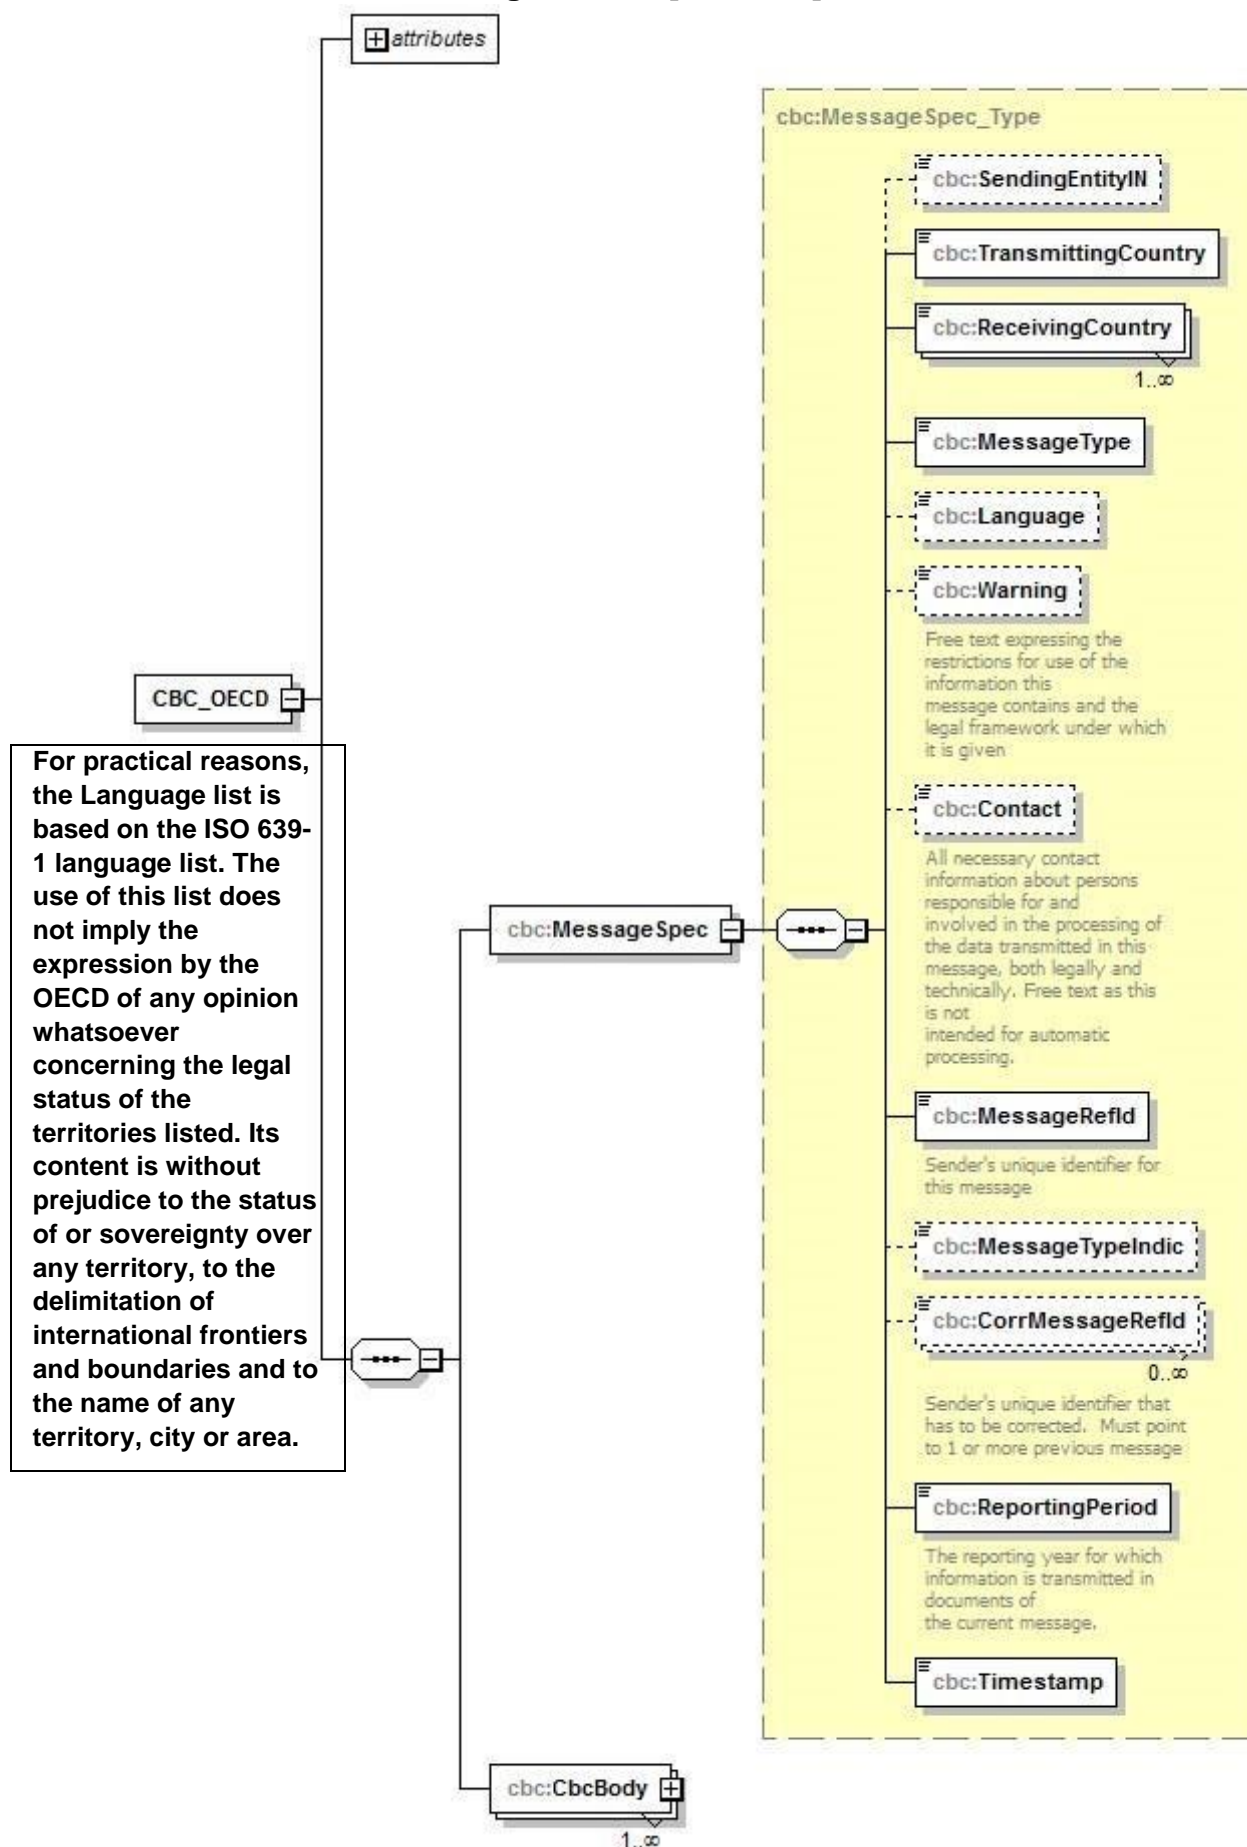 attributes
cbc:MessageSpec_Type
cbc:SendingEntityIN
cbc:TransmittingCountry
cbc:ReceivingCountry
1..∞
cbc:MessageType
cbc:Language
cbc:Warning
Free text expressing the
restrictions for use of the
information this
message contains and the
legal framework under which
it is given
CBC_OECD
For practical reasons,
the Language list is
based on the ISO 639-
1 language list. The
use of this list does
not imply the
expression by the
OECD of any opinion
whatsoever
concerning the legal
status of the
territories listed. Its
content is without
prejudice to the status
of or sovereignty over
any territory, to the
delimitation of
international frontiers
and boundaries and to
the name of any
territory, city or area.
cbc:Contact
All necessary contact
information about persons
responsible for and
involved in the processing of
the data transmitted in this
message, both legally and
technically. Free text as this
is not
intended for automatic
processing.
cbc:MessageSpec
cbc:MessageRefId
Sender's unique identifier for
this message
cbc:MessageTypeIndic
cbc:CorrMessageRefId
0..∞
Sender's unique identifier that
has to be corrected.  Must point
to 1 or more previous message
cbc:ReportingPeriod
The reporting year for which
information is transmitted in
documents of
the current message.
cbc:Timestamp
cbc:CbcBody
1..∞